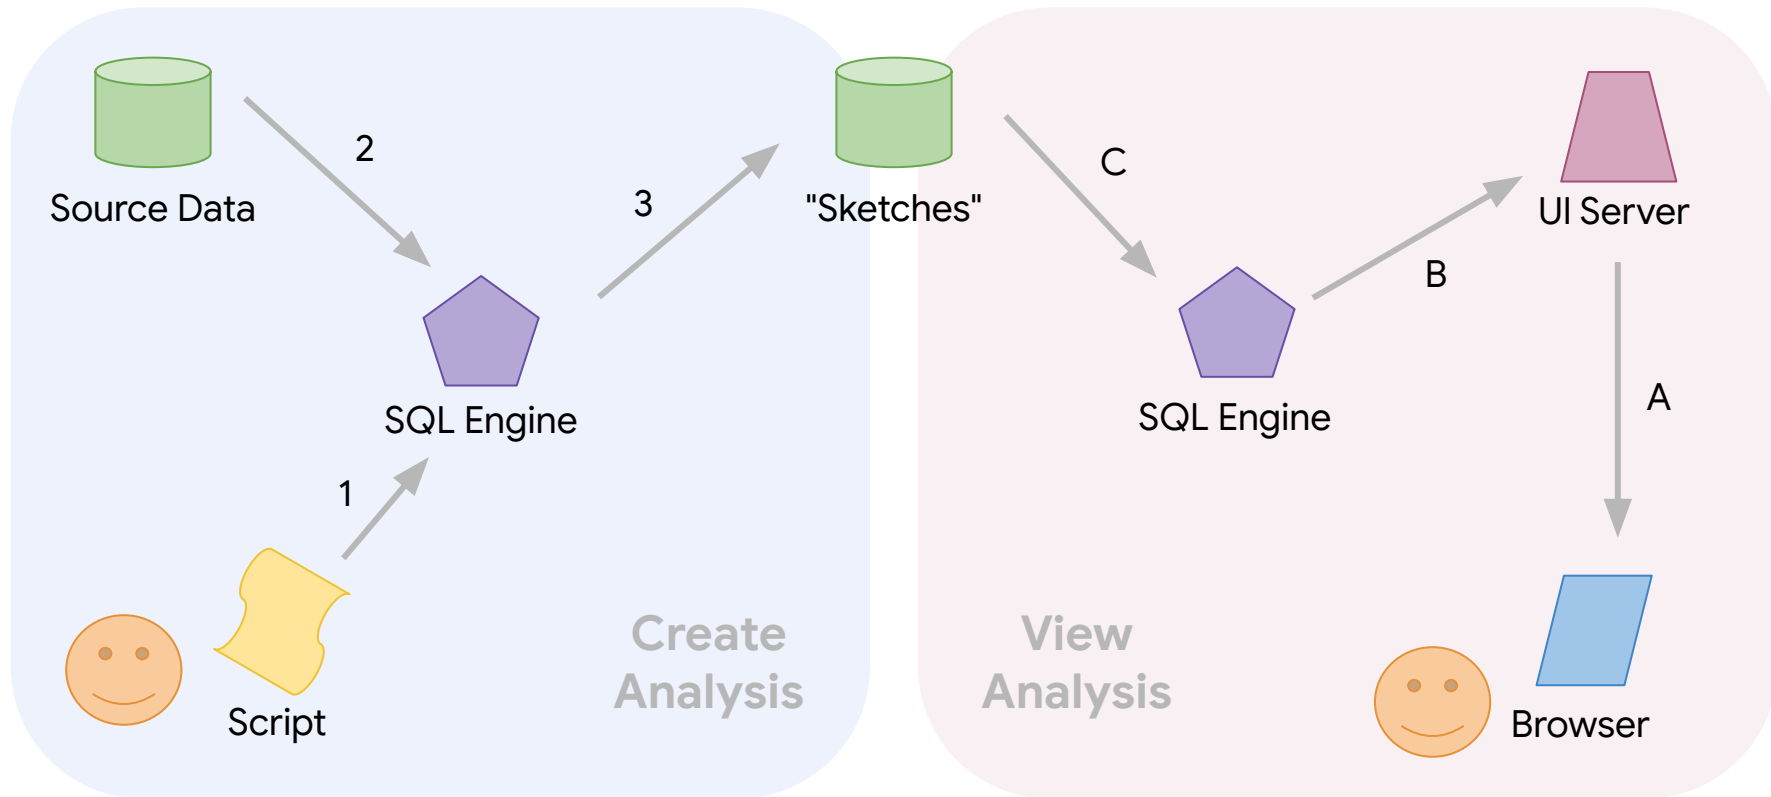 Source Data
2
SQL Engine
1
Script
3
"Sketches"
Create
Analysis
C
SQL Engine
B
UI Server
A
Browser
View
Analysis